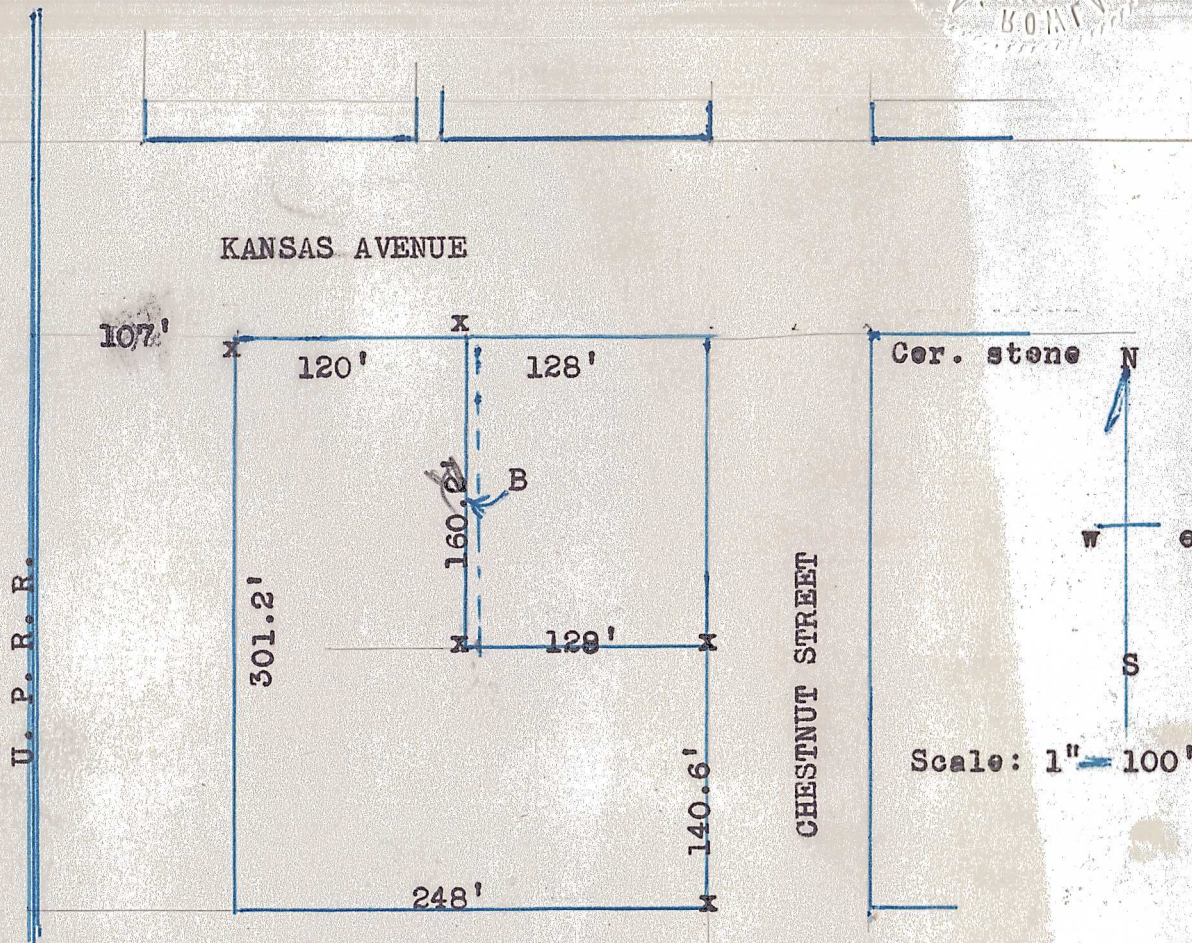 KANSAS AVENUE
107'
x
x
120'
128'
Cor. stone
N
B
160.2'
w
e
301.2'
U. P. R. R.
CHESTNUT STREET
x
128'
x
S
Scale: 1" = 100'
140.6'
248'
x